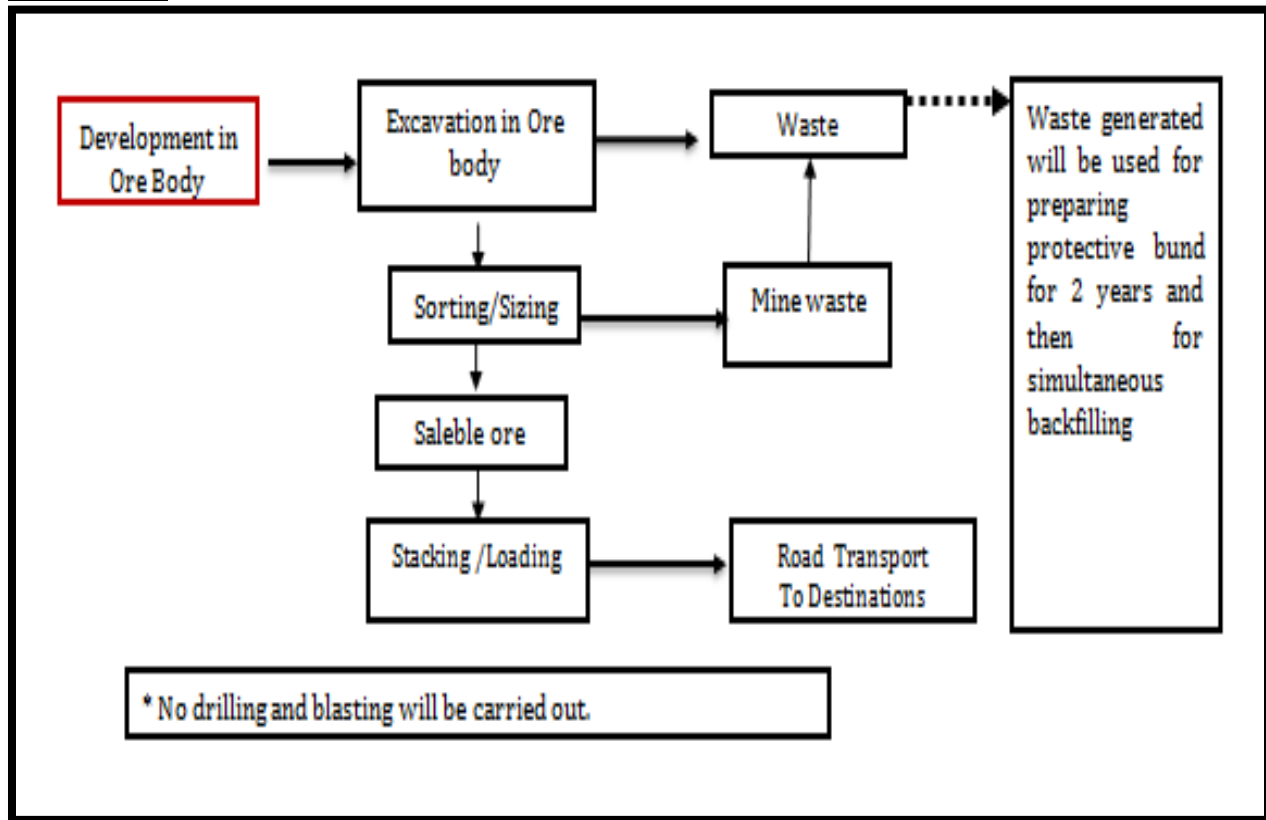 Development in
Ore Body
Excavation in Ore
body
Waste
Waste generated
will be used for
preparing
protective bund
for 2 years and
then for
simultaneous
backfilling
Sorting/Sizing
Mine waste
Saleble ore
Stacking /Loading
Road Transport
To Destinations
* No drilling and blasting will be carried out.